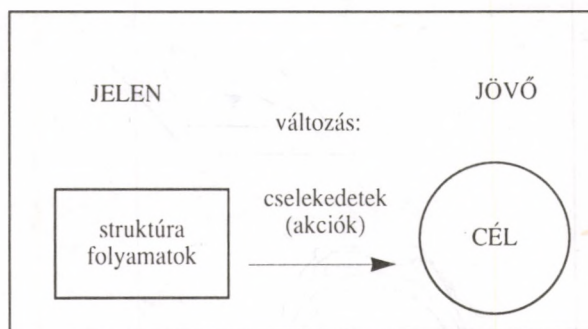 JELEN
JÖVŐ
változás:
struktúra
folyamatok
cselekedetek
(akciók)
CÉL